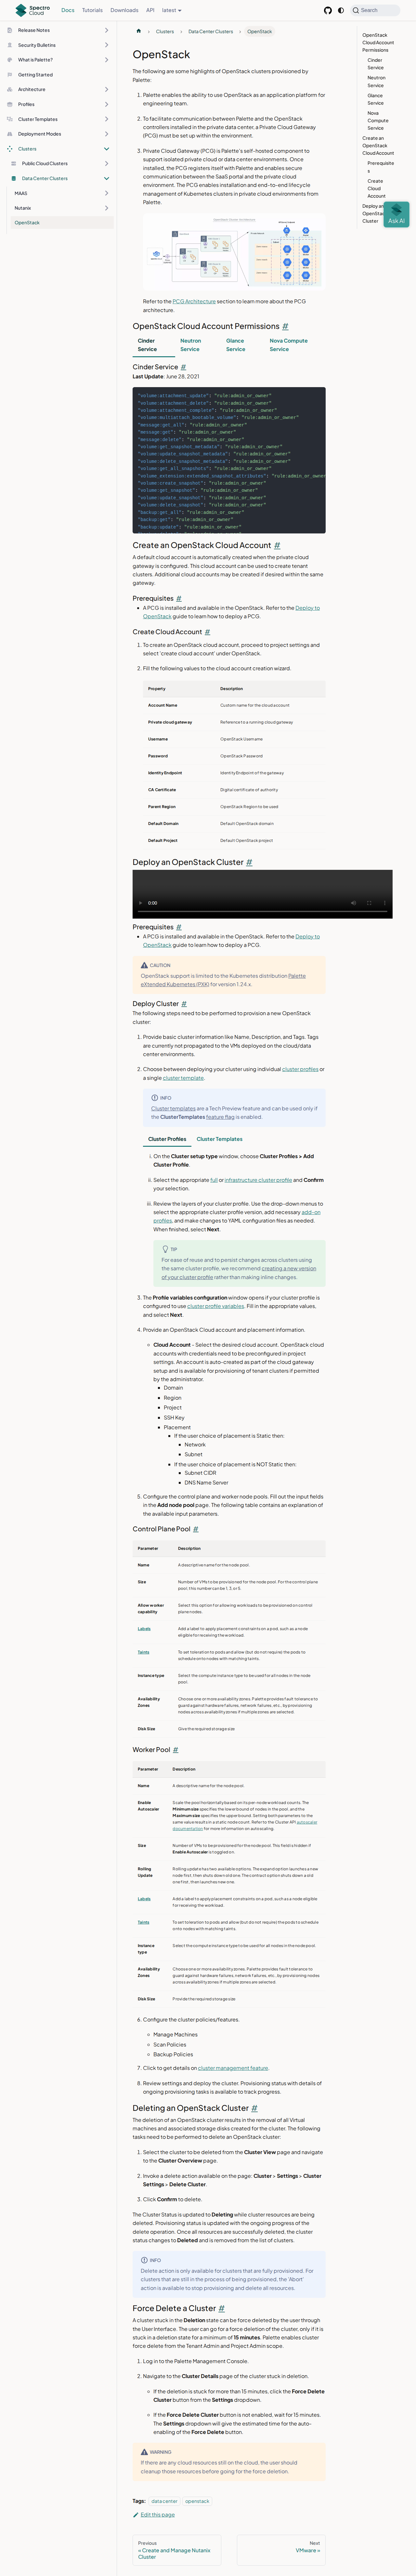 Spectro Cloud
Docs
Tutorials
Downloads
API
latest
Search
Release Notes
Security Bulletins
What is Palette?
Getting Started
Architecture
Profiles
Cluster Templates
Deployment Modes
Clusters
Public Cloud Clusters
Data Center Clusters
MAAS
Nutanix
OpenStack
Clusters
Data Center Clusters
OpenStack
OpenStack
The following are some highlights of OpenStack clusters provisioned by
Palette:
1. Palette enables the ability to use OpenStack as an application platform for
engineering teams.
2. To facilitate communication between Palette and the OpenStack
deployed in the private data center, a Private Cloud Gateway
(PCG) must be set up within the environment.
3. Private Cloud Gateway (PCG) is Palette's self-hosted component to
support isolated private cloud or data center environments. Once
installed, the PCG registers itself with Palette and enables secure
communication between the SaaS portal and private cloud
environment. The PCG also enables end-to-end lifecycle
management of Kubernetes clusters in private cloud environments from
Palette.
Refer to the PCG Architecture section to learn more about the PCG
architecture.
OpenStack Cloud Account Permissions #
Cinder Service
Neutron Service
Glance Service
Nova Compute Service
Cinder Service #
Last Update: June 28, 2021
"volume:attachment_update": "rule:admin_or_owner"
"volume:attachment_delete": "rule:admin_or_owner"
"volume:attachment_complete": "rule:admin_or_owner"
"volume:multiattach_bootable_volume": "rule:admin_or_owner"
"message:get_all": "rule:admin_or_owner"
"message:get": "rule:admin_or_owner"
"message:delete": "rule:admin_or_owner"
"volume:get_snapshot_metadata": "rule:admin_or_owner"
"volume:update_snapshot_metadata": "rule:admin_or_owner"
"volume:delete_snapshot_metadata": "rule:admin_or_owner"
"volume:get_all_snapshots": "rule:admin_or_owner"
"volume_extension:extended_snapshot_attributes": "rule:admin_or_owner
"volume:create_snapshot": "rule:admin_or_owner"
"volume:get_snapshot": "rule:admin_or_owner"
"volume:update_snapshot": "rule:admin_or_owner"
"volume:delete_snapshot": "rule:admin_or_owner"
"backup:get_all": "rule:admin_or_owner"
"backup:get": "rule:admin_or_owner"
"backup:update": "rule:admin_or_owner"
Create an OpenStack Cloud Account #
A default cloud account is automatically created when the private cloud
gateway is configured. This cloud account can be used to create tenant
clusters. Additional cloud accounts may be created if desired within the same
gateway.
Prerequisites #
A PCG is installed and available in the OpenStack. Refer to the Deploy to
OpenStack guide to learn how to deploy a PCG.
Create Cloud Account #
1. To create an OpenStack cloud account, proceed to project settings and
select 'create cloud account' under OpenStack.
2. Fill the following values to the cloud account creation wizard.
Property Description
Account Name Custom name for the cloud account
Private cloud gateway Reference to a running cloud gateway
Username OpenStack Username
Password OpenStack Password
Identity Endpoint Identity Endpoint of the gateway
CA Certificate Digital certificate of authority
Parent Region OpenStack Region to be used
Default Domain Default OpenStack domain
Default Project Default OpenStack project
Deploy an OpenStack Cluster #
0:00
Prerequisites #
A PCG is installed and available in the OpenStack. Refer to the Deploy to
OpenStack guide to learn how to deploy a PCG.
CAUTION
OpenStack support is limited to the Kubernetes distribution Palette
eXtended Kubernetes (PXK) for version 1.24.x.
Deploy Cluster #
The following steps need to be performed to provision a new OpenStack
cluster:
1. Provide basic cluster information like Name, Description, and Tags. Tags
are currently not propagated to the VMs deployed on the cloud/data
center environments.
2. Choose between deploying your cluster using individual cluster profiles or
a single cluster template.
INFO
Cluster templates are a Tech Preview feature and can be used only if
the ClusterTemplates feature flag is enabled.
Cluster Profiles
Cluster Templates
i. On the Cluster setup type window, choose Cluster Profiles > Add
Cluster Profile.
ii. Select the appropriate full or infrastructure cluster profile and Confirm
your selection.
iii. Review the layers of your cluster profile. Use the drop-down menus to
select the appropriate cluster profile version, add necessary add-on
profiles, and make changes to YAML configuration files as needed.
When finished, select Next.
TIP
For ease of reuse and to persist changes across clusters using
the same cluster profile, we recommend creating a new version
of your cluster profile rather than making inline changes.
3. The Profile variables configuration window opens if your cluster profile is
configured to use cluster profile variables. Fill in the appropriate values,
and select Next.
4. Provide an OpenStack Cloud account and placement information.
Cloud Account - Select the desired cloud account. OpenStack cloud
accounts with credentials need to be preconfigured in project
settings. An account is auto-created as part of the cloud gateway
setup and is available for provisioning of tenant clusters if permitted
by the administrator.
Domain
Region
Project
SSH Key
Placement
If the user choice of placement is Static then:
Network
Subnet
If the user choice of placement is NOT Static then:
Subnet CIDR
DNS Name Server
5. Configure the control plane and worker node pools. Fill out the input fields
in the Add node pool page. The following table contains an explanation of
the available input parameters.
Control Plane Pool #
Parameter Description
Name A descriptive name for the node pool.
Size Number of VMs to be provisioned for the node pool. For the control plane
pool, this number can be 1, 3, or 5.
Allow worker capability Select this option for allowing workloads to be provisioned on control
plane nodes.
Labels Add a label to apply placement constraints on a pod, such as a node
eligible for receiving the workload.
Taints To set toleration to pods and allow (but do not require) the pods to
schedule onto nodes with matching taints.
Instance type Select the compute instance type to be used for all nodes in the node
pool.
Availability Zones Choose one or more availability zones. Palette provides fault tolerance to
guard against failures like hardware failures, network failures, etc., by provisioning
nodes across availability zones if multiple zones are selected.
Disk Size Give the required storage size
Worker Pool #
Parameter Description
Name A descriptive name for the node pool.
Enable Autoscaler Scale the pool horizontally based on its per-node workload counts. The
Minimum size specifies the lower bound of nodes in the pool, and the
Maximum size specifies the upper bound. Setting both parameters to the
same value results in a static node count. Refer to the Cluster API autoscaler
documentation for more information on autoscaling.
Size Number of VMs to be provisioned for the node pool. This field is hidden if
Enable Autoscaler is toggled on.
Rolling Update Rolling update has two available options. The expand option launches a new
node first, then shuts down old one. The contract option shuts down old
one first, then launches new one.
Labels Add a label to apply placement constraints on a pod, such as a node eligible
for receiving the workload.
Taints To set toleration to pods and allow (but do not require) the pods to schedule
onto nodes with matching taints.
Instance type Select the compute instance type to be used for all nodes in the node pool.
Availability Zones Choose one or more availability zones. Palette provides fault tolerance to
guard against hardware failures, network failures, etc., by provisioning nodes across
availability zones if multiple zones are selected.
Disk Size Provide the required storage size
6. Configure the cluster policies/features.
Manage Machines
Scan Policies
Backup Policies
7. Click to get details on cluster management feature.
8. Review settings and deploy the cluster. Provisioning status with details of
ongoing provisioning tasks is available to track progress.
Deleting an OpenStack Cluster #
The deletion of an OpenStack cluster results in the removal of all Virtual
machines and associated storage disks created for the cluster. The following
tasks need to be performed to delete an OpenStack cluster:
1. Select the cluster to be deleted from the Cluster View page and navigate
to the Cluster Overview page.
2. Invoke a delete action available on the page: Cluster > Settings > Cluster
Settings > Delete Cluster.
3. Click Confirm to delete.
The Cluster Status is updated to Deleting while cluster resources are being
deleted. Provisioning status is updated with the ongoing progress of the
delete operation. Once all resources are successfully deleted, the cluster
status changes to Deleted and is removed from the list of clusters.
INFO
Delete action is only available for clusters that are fully provisioned. For
clusters that are still in the process of being provisioned, the 'Abort'
action is available to stop provisioning and delete all resources.
Force Delete a Cluster #
A cluster stuck in the Deletion state can be force deleted by the user through
the User Interface. The user can go for a force deletion of the cluster, only if it is
stuck in a deletion state for a minimum of 15 minutes. Palette enables cluster
force delete from the Tenant Admin and Project Admin scope.
1. Log in to the Palette Management Console.
2. Navigate to the Cluster Details page of the cluster stuck in deletion.
If the deletion is stuck for more than 15 minutes, click the Force Delete
Cluster button from the Settings dropdown.
If the Force Delete Cluster button is not enabled, wait for 15 minutes.
The Settings dropdown will give the estimated time for the auto-
enabling of the Force Delete button.
WARNING
If there are any cloud resources still on the cloud, the user should
cleanup those resources before going for the force deletion.
Tags: data center openstack
Edit this page
Previous
« Create and Manage Nutanix
Cluster
Next
VMware »
OpenStack
Cloud Account
Permissions
Cinder
Service
Neutron
Service
Glance
Service
Nova
Compute
Service
Create an
OpenStack
Cloud Account
Prerequisite
s
Create
Cloud
Account
Deploy an
OpenStack
Cluster
Ask AI